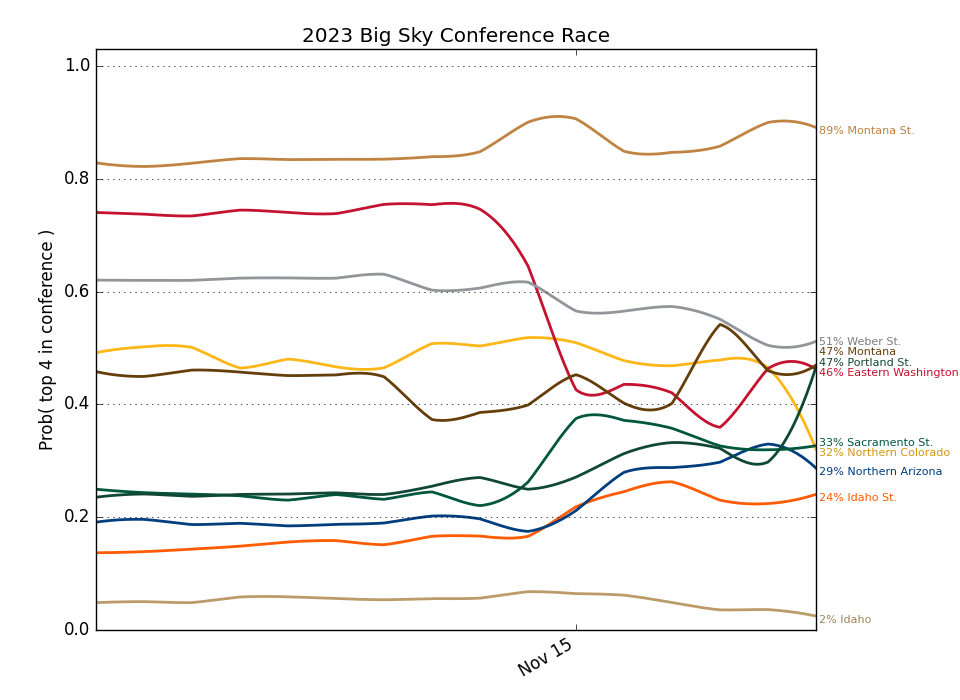 2023 Big Sky Conference Race
Prob( top 4 in conference )
1.0
0.8
0.6
0.4
0.2
0.0
Nov 15
89% Montana St.
51% Weber St.
47% Montana
47% Portland St.
46% Eastern Washington
33% Sacramento St.
32% Northern Colorado
29% Northern Arizona
24% Idaho St.
2% Idaho